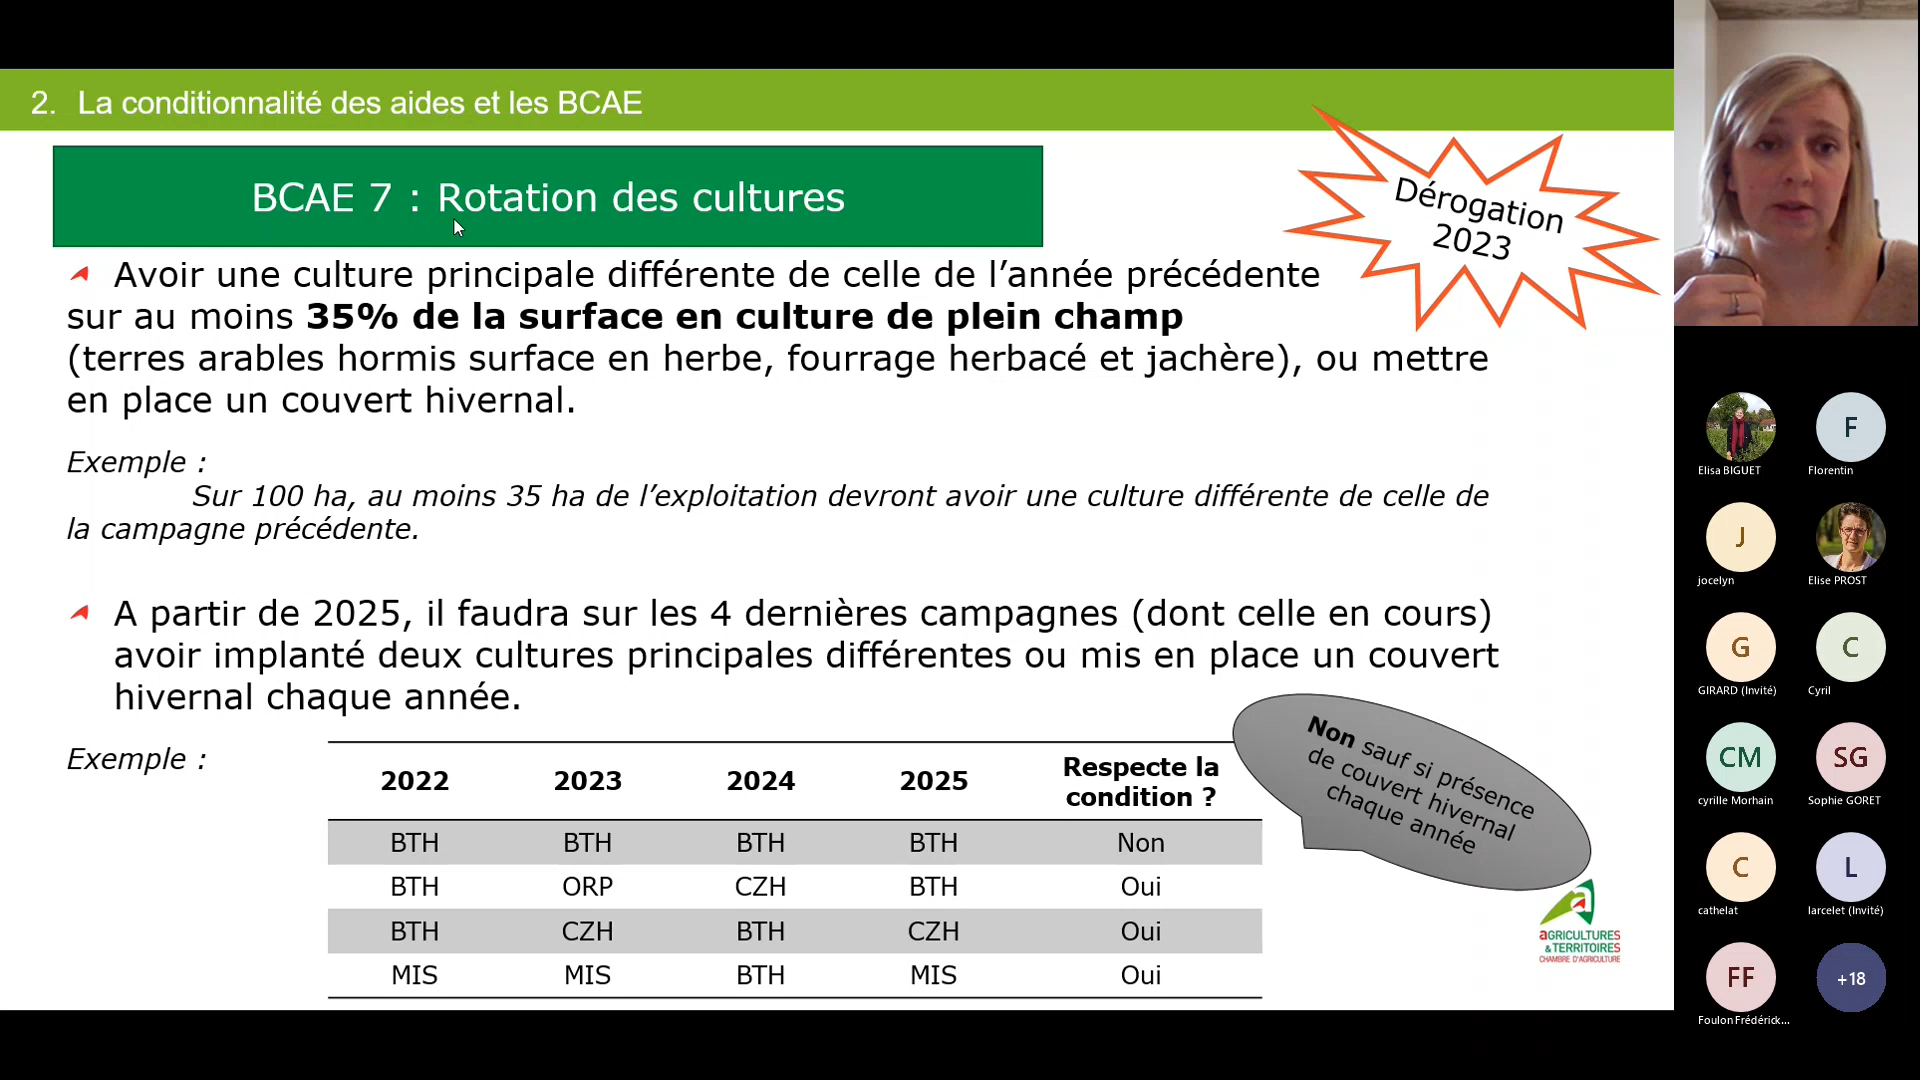 2. La conditionnalité des aides et les BCAE
BCAE 7 : Rotation des cultures
Dérogation
2023
Avoir une culture principale différente de celle de l’année précédente
sur au moins 35% de la surface en culture de plein champ
(terres arables hormis surface en herbe, fourrage herbacé et jachère), ou mettre
en place un couvert hivernal.
Exemple :
Sur 100 ha, au moins 35 ha de l’exploitation devront avoir une culture différente de celle de
la campagne précédente.
A partir de 2025, il faudra sur les 4 dernières campagnes (dont celle en cours)
avoir implanté deux cultures principales différentes ou mis en place un couvert
hivernal chaque année.
Exemple :
2022 2023 2024 2025 Respecte la
condition ?
BTH BTH BTH BTH Non
BTH ORP CZH BTH Oui
BTH CZH BTH CZH Oui
MIS MIS BTH MIS Oui
Non sauf si présence
de couvert hivernal
chaque année
a
aGRICULTURES
& TERRITOIRES
CHAMBRE D'AGRICULTURE
F
Elisa BIGUET Florentin
J
jocelyn Elise PROST
G C
GIRARD (Invité) Cyril
CM SG
cyrille Morhain Sophie GORET
C L
cathelat larcelet (Invité)
FF +18
Foulon Frédérick...